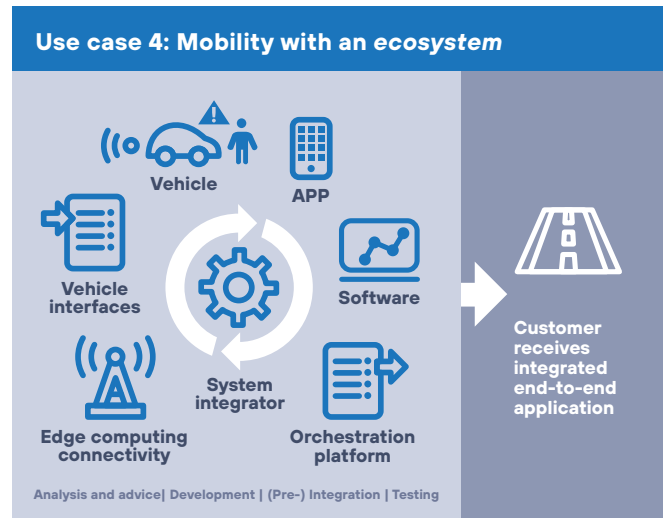 Use case 4: Mobility with an ecosystem
Vehicle
APP
Vehicle
interfaces
Software
System
integrator
Edge computing
connectivity
Orchestration
platform
Customer
receives
integrated
end-to-end
application
Analysis and advice| Development | (Pre-) Integration | Testing